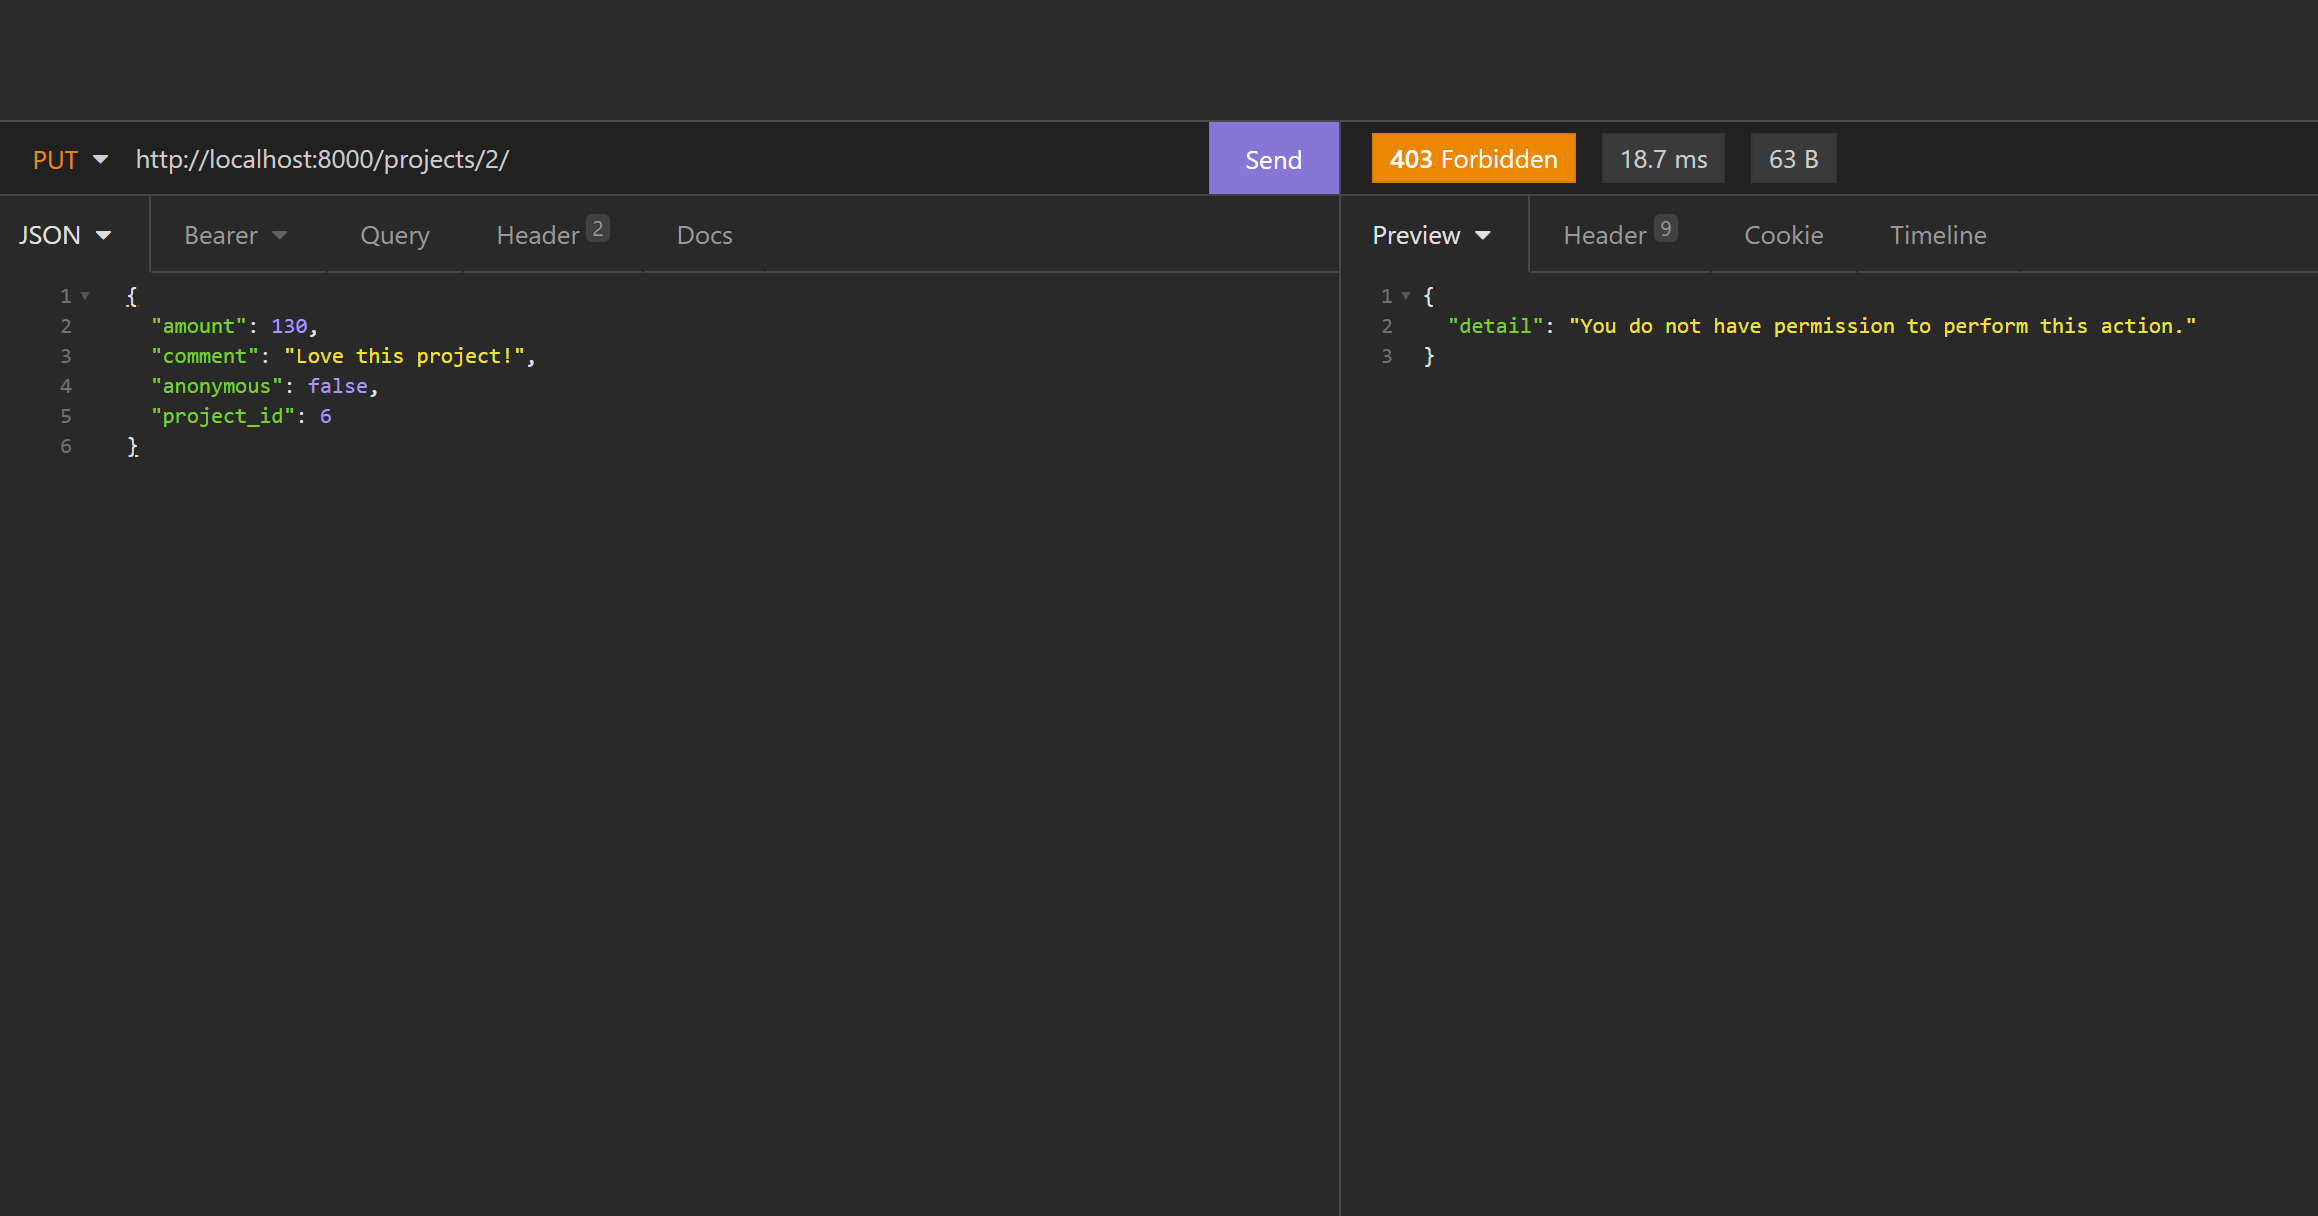 PUT http://localhost:8000/projects/2/ Send 403 Forbidden 18.7 ms 63 B
JSON Bearer Query Header 2 Docs Preview Header 9 Cookie Timeline
1 {
2 "amount": 130,
3 "comment": "Love this project!",
4 "anonymous": false,
5 "project_id": 6
6 }
1 {
2 "detail": "You do not have permission to perform this action."
3 }